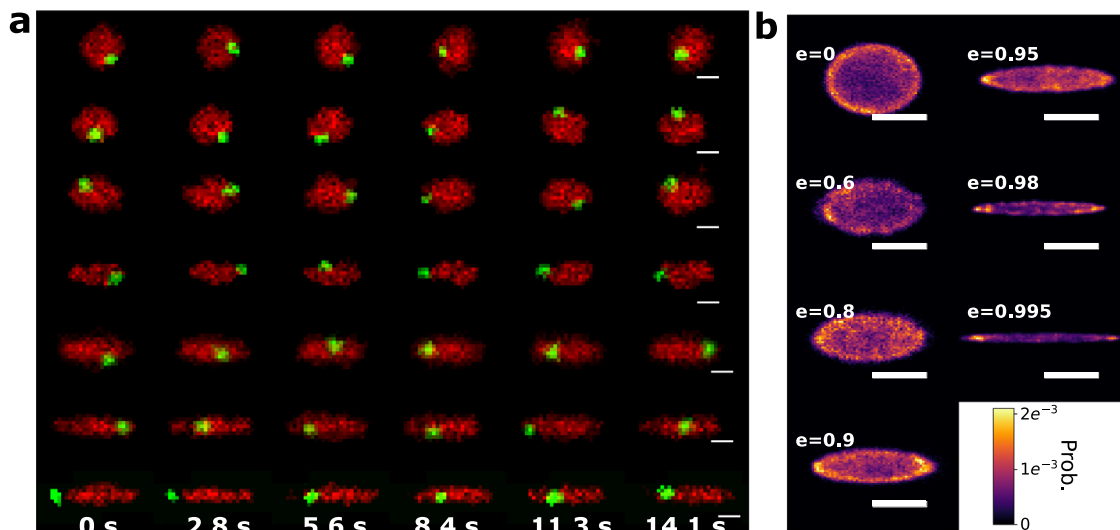 a
0 s 2.8 s 5.6 s 8.4 s 11.3 s 14.1 s
b
e=0
e=0.95
e=0.6
e=0.98
e=0.8
e=0.995
e=0.9
2e⁻³
1e⁻³
0
Prob.